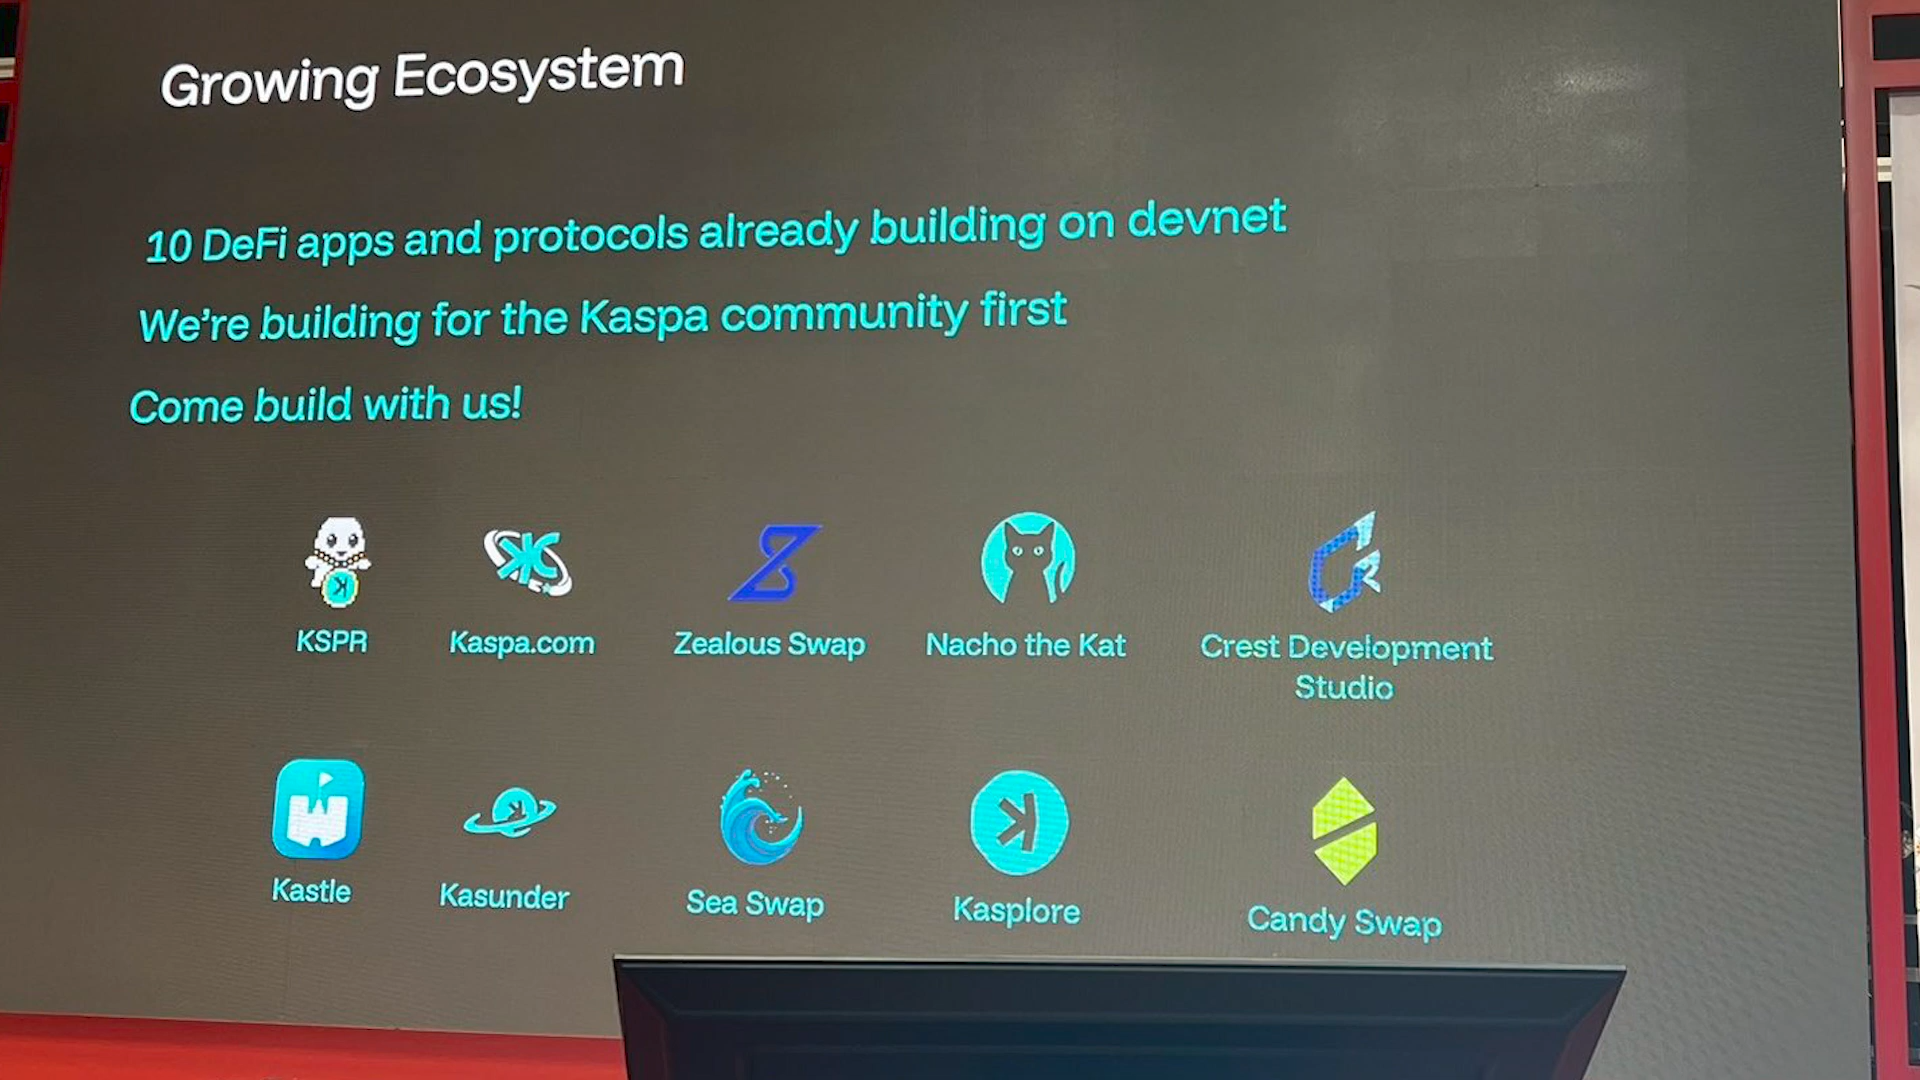 Growing Ecosystem
10 DeFi apps and protocols already building on devnet
We're building for the Kaspa community first
Come build with us!
KSPR
Kaspa.com
Zealous Swap
Nacho the Kat
Crest Development
Studio
Kastle
Kasunder
Sea Swap
Kasplore
Candy Swap